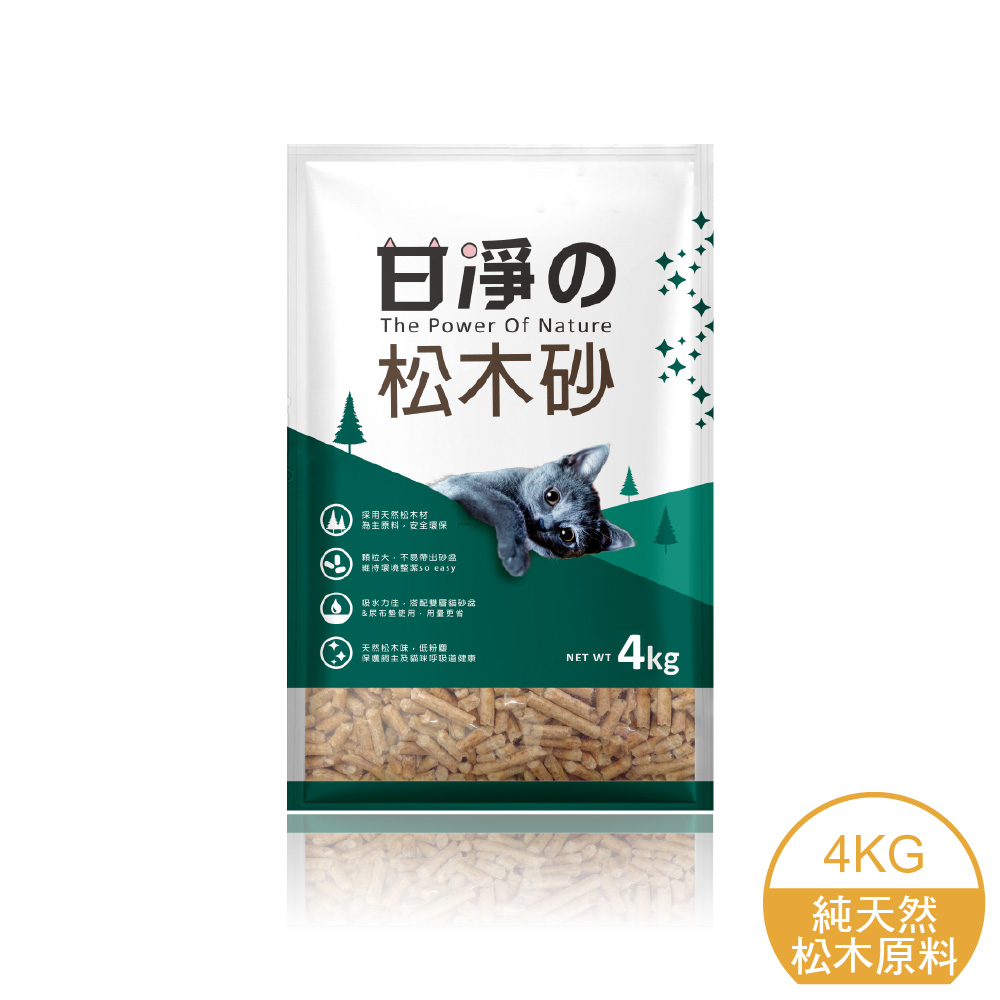 甘淨の
The Power Of Nature
松木砂
採用天然松木材
為主原料，安全環保
顆粒大，不易帶出砂盆
維持環境整潔so easy
吸水力佳，搭配雙層貓砂盆
&尿布墊使用，用量更省
天然松木味，低粉塵
保護飼主及貓咪呼吸道健康
NET WT 4kg
4KG
純天然
松木原料